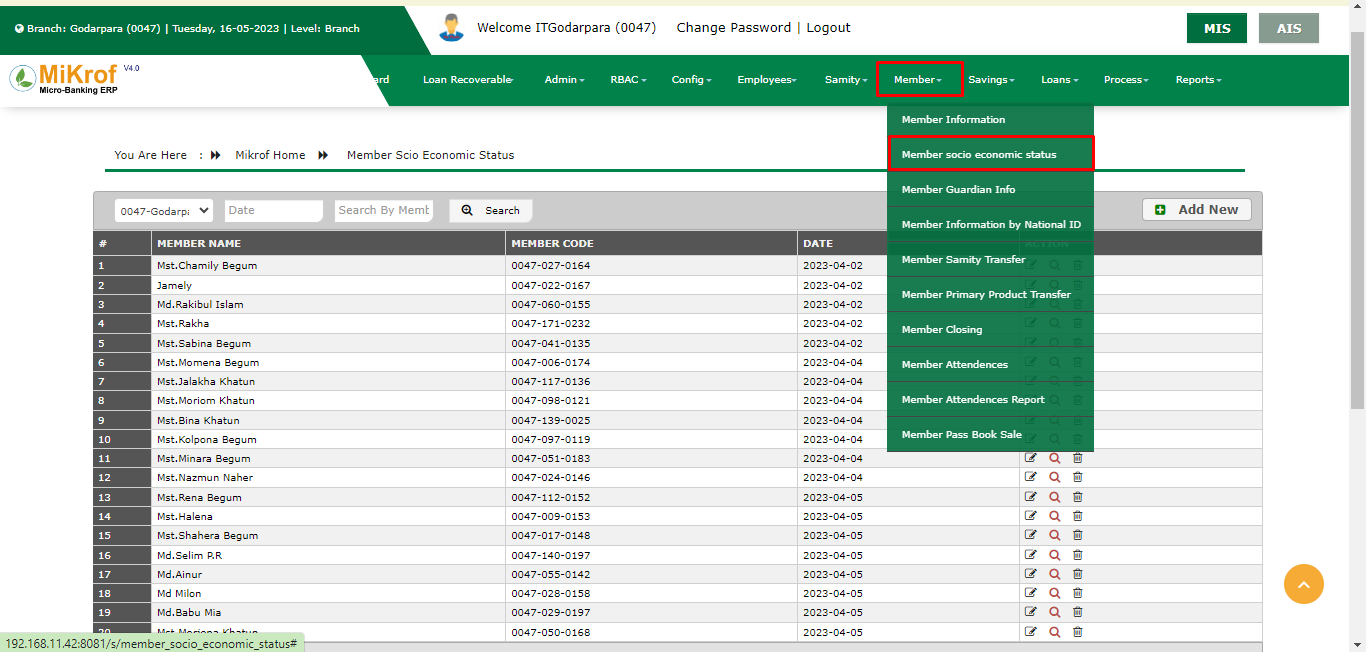 Branch: Godarpara (0047) | Tuesday, 16-05-2023 | Level: Branch
Welcome ITGodarpara (0047) Change Password | Logout
MIS AIS
MiKrof V4.0
Micro-Banking ERP
ard Loan Recoverable Admin RBAC Config Employees Samity Member Savings Loans Process Reports
Member Information
Member socio economic status
Member Guardian Info
Member Information by National ID
Member Samity Transfer
Member Primary Product Transfer
Member Closing
Member Attendences
Member Attendences Report
Member Pass Book Sale
You Are Here : Mikrof Home Member Scio Economic Status
0047-Godarpa Date Search By Memb Search Add New
# MEMBER NAME MEMBER CODE DATE ACTION
1 Mst.Chamily Begum 0047-027-0164 2023-04-02
2 Jamely 0047-022-0167 2023-04-02
3 Md.Rakibul Islam 0047-060-0155 2023-04-02
4 Mst.Rakha 0047-171-0232 2023-04-02
5 Mst.Sabina Begum 0047-041-0135 2023-04-02
6 Mst.Momena Begum 0047-006-0174 2023-04-04
7 Mst.Jalakha Khatun 0047-117-0136 2023-04-04
8 Mst.Moriom Khatun 0047-098-0121 2023-04-04
9 Mst.Bina Khatun 0047-139-0025 2023-04-04
10 Mst.Kolpona Begum 0047-097-0119 2023-04-04
11 Mst.Minara Begum 0047-051-0183 2023-04-04
12 Mst.Nazmun Naher 0047-024-0146 2023-04-04
13 Mst.Rena Begum 0047-112-0152 2023-04-05
14 Mst.Halena 0047-009-0153 2023-04-05
15 Mst.Shahera Begum 0047-017-0148 2023-04-05
16 Md.Selim P.R 0047-140-0197 2023-04-05
17 Md.Ainur 0047-055-0142 2023-04-05
18 Md Milon 0047-028-0158 2023-04-05
19 Md.Babu Mia 0047-029-0197 2023-04-05
20 Mst.Morjona Khatun 0047-050-0168 2023-04-05
192.168.11.42:8081/s/member_socio_economic_status#